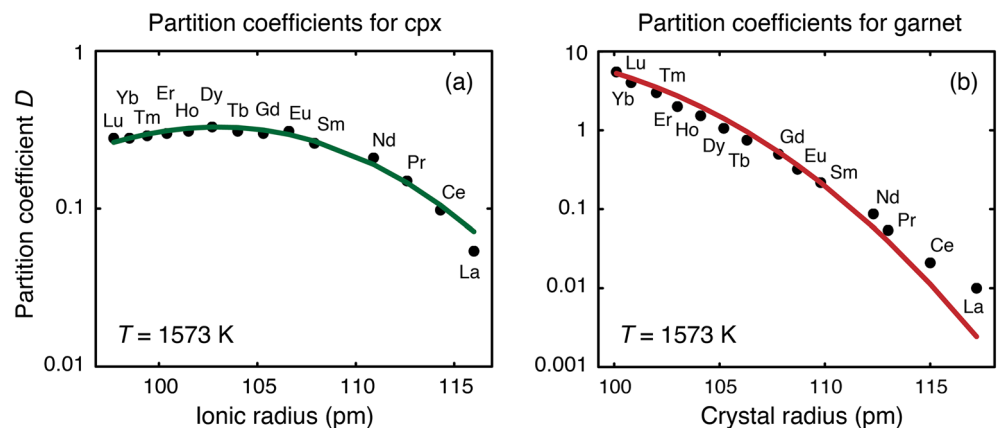 Partition coefficients for cpx
Partition coefficient D
1
0.1
0.01
(a)
Lu
Yb
Tm
Er
Ho
Dy
Tb
Gd
Eu
Sm
Nd
Pr
Ce
La
T = 1573 K
100
105
110
115
Ionic radius (pm)
Partition coefficients for garnet
10
1
0.1
0.01
0.001
(b)
Lu
Yb
Tm
Er
Ho
Dy
Tb
Gd
Eu
Sm
Nd
Pr
Ce
La
T = 1573 K
100
105
110
115
Crystal radius (pm)